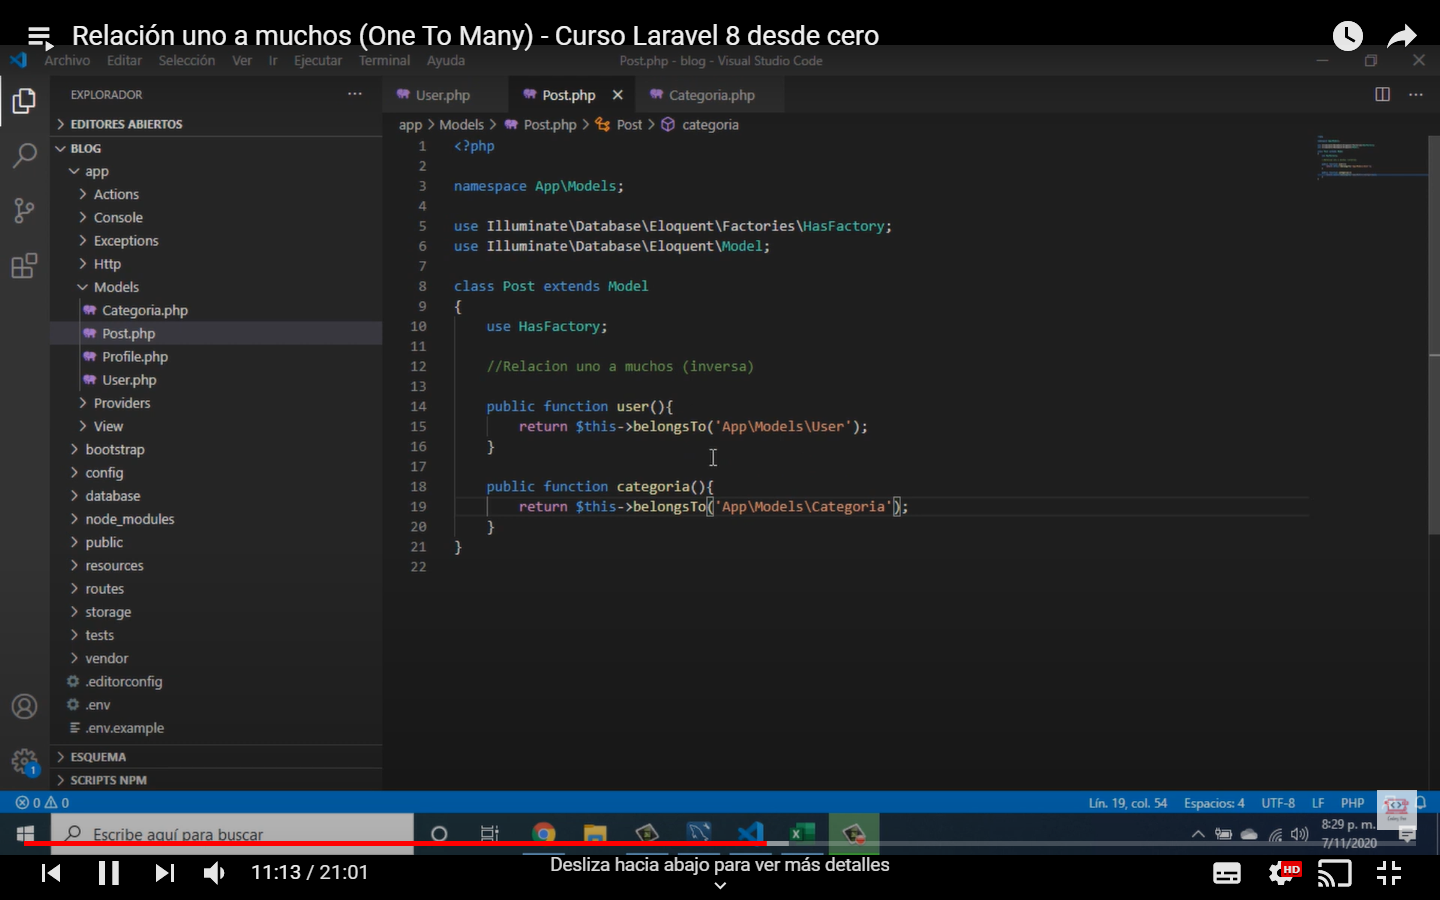 Relación uno a muchos (One To Many) - Curso Laravel 8 desde cero
Archivo Editar Selección Ver Ir Ejecutar Terminal Ayuda
Post.php - blog - Visual Studio Code
EXPLORADOR
User.php
Post.php
Categoria.php
EDITORES ABIERTOS
app > Models > Post.php > Post > categoria
BLOG
app
Actions
Console
Exceptions
Http
Models
Categoria.php
Post.php
Profile.php
User.php
Providers
View
bootstrap
config
database
node_modules
public
resources
routes
storage
tests
vendor
.editorconfig
.env
.env.example
ESQUEMA
SCRIPTS NPM
1 <?php
2
3 namespace App\Models;
4
5 use Illuminate\Database\Eloquent\Factories\HasFactory;
6 use Illuminate\Database\Eloquent\Model;
7
8 class Post extends Model
9 {
10 use HasFactory;
11
12 //Relacion uno a muchos (inversa)
13
14 public function user(){
15 return $this->belongsTo('App\Models\User');
16 }
17
18 public function categoria(){
19 return $this->belongsTo('App\Models\Categoria');
20 }
21 }
22
1
0 0
Lín. 19, col. 54 Espacios: 4 UTF-8 LF PHP
Escribe aquí para buscar
8:29 p. m.
7/11/2020
11:13 / 21:01
Desliza hacia abajo para ver más detalles
HD